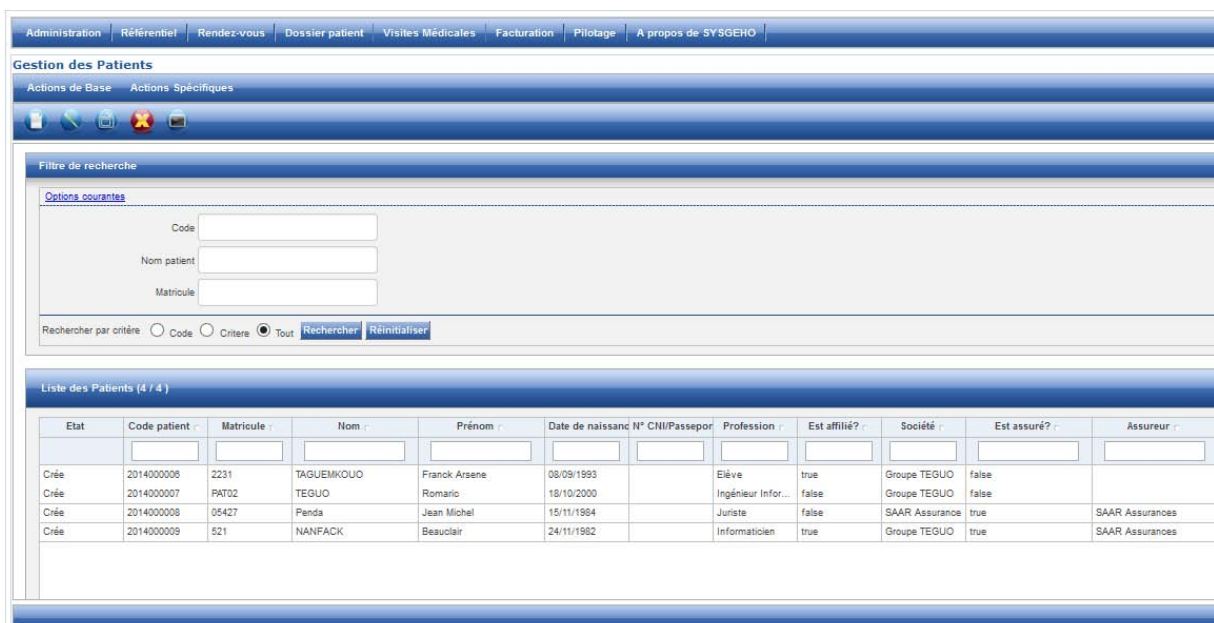 Administration Référentiel Rendez-vous Dossier patient Visites Médicales Facturation Pilotage A propos de SYSGEHO
Gestion des Patients
Actions de Base Actions Spécifiques
Filtre de recherche
Options courantes
Code
Nom patient
Matricule
Rechercher par critère Code Critere Tout Rechercher Réinitialiser
Liste des Patients (4 / 4 )
Etat Code patient Matricule Nom Prénom Date de naissanc N° CNI/Passepor Profession Est affilié? Société Est assuré? Assureur
Crée 2014000006 2231 TAGUEMKOUO Franck Arsene 08/09/1993 Elève true Groupe TEGUO false
Crée 2014000007 PAT02 TEGUO Romaric 18/10/2000 Ingénieur Infor... false Groupe TEGUO false
Crée 2014000008 05427 Penda Jean Michel 15/11/1984 Juriste false SAAR Assurance true SAAR Assurances
Crée 2014000009 521 NANFACK Beauclair 24/11/1982 Informaticien true Groupe TEGUO true SAAR Assurances